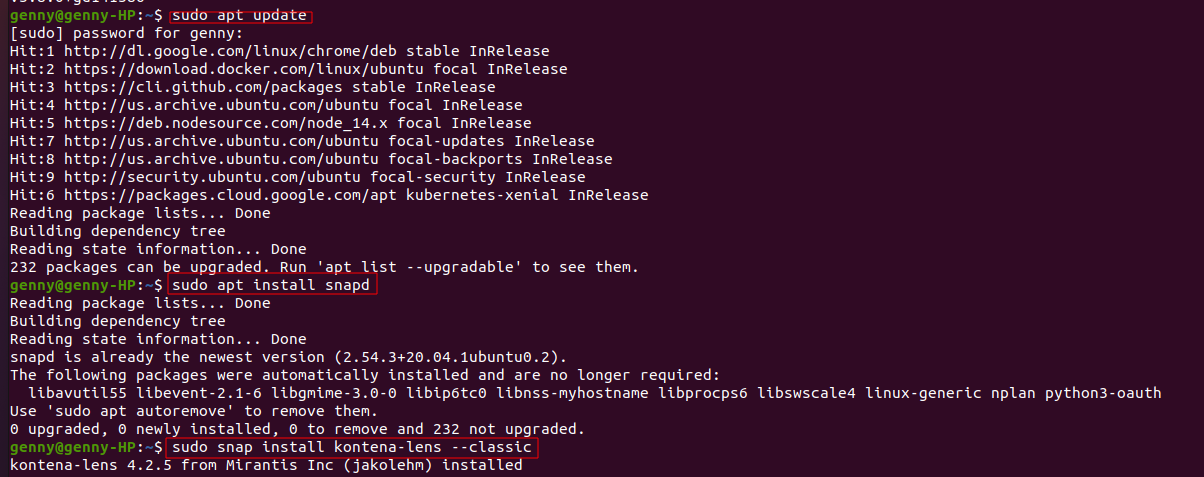 genny@genny-HP:~$ sudo apt update
[sudo] password for genny:
Hit:1 http://dl.google.com/linux/chrome/deb stable InRelease
Hit:2 https://download.docker.com/linux/ubuntu focal InRelease
Hit:3 https://cli.github.com/packages stable InRelease
Hit:4 http://us.archive.ubuntu.com/ubuntu focal InRelease
Hit:5 https://deb.nodesource.com/node_14.x focal InRelease
Hit:7 http://us.archive.ubuntu.com/ubuntu focal-updates InRelease
Hit:8 http://us.archive.ubuntu.com/ubuntu focal-backports InRelease
Hit:9 http://security.ubuntu.com/ubuntu focal-security InRelease
Hit:6 https://packages.cloud.google.com/apt kubernetes-xenial InRelease
Reading package lists... Done
Building dependency tree
Reading state information... Done
232 packages can be upgraded. Run 'apt list --upgradable' to see them.
genny@genny-HP:~$ sudo apt install snapd
Reading package lists... Done
Building dependency tree
Reading state information... Done
snapd is already the newest version (2.54.3+20.04.1ubuntu0.2).
The following packages were automatically installed and are no longer required:
  libavutil55 libevent-2.1-6 libgmime-3.0-0 libip6tc0 libnss-myhostname libprocps6 libswscale4 linux-generic nplan python3-oauth
Use 'sudo apt autoremove' to remove them.
0 upgraded, 0 newly installed, 0 to remove and 232 not upgraded.
genny@genny-HP:~$ sudo snap install kontena-lens --classic
kontena-lens 4.2.5 from Mirantis Inc (jakolehm) installed